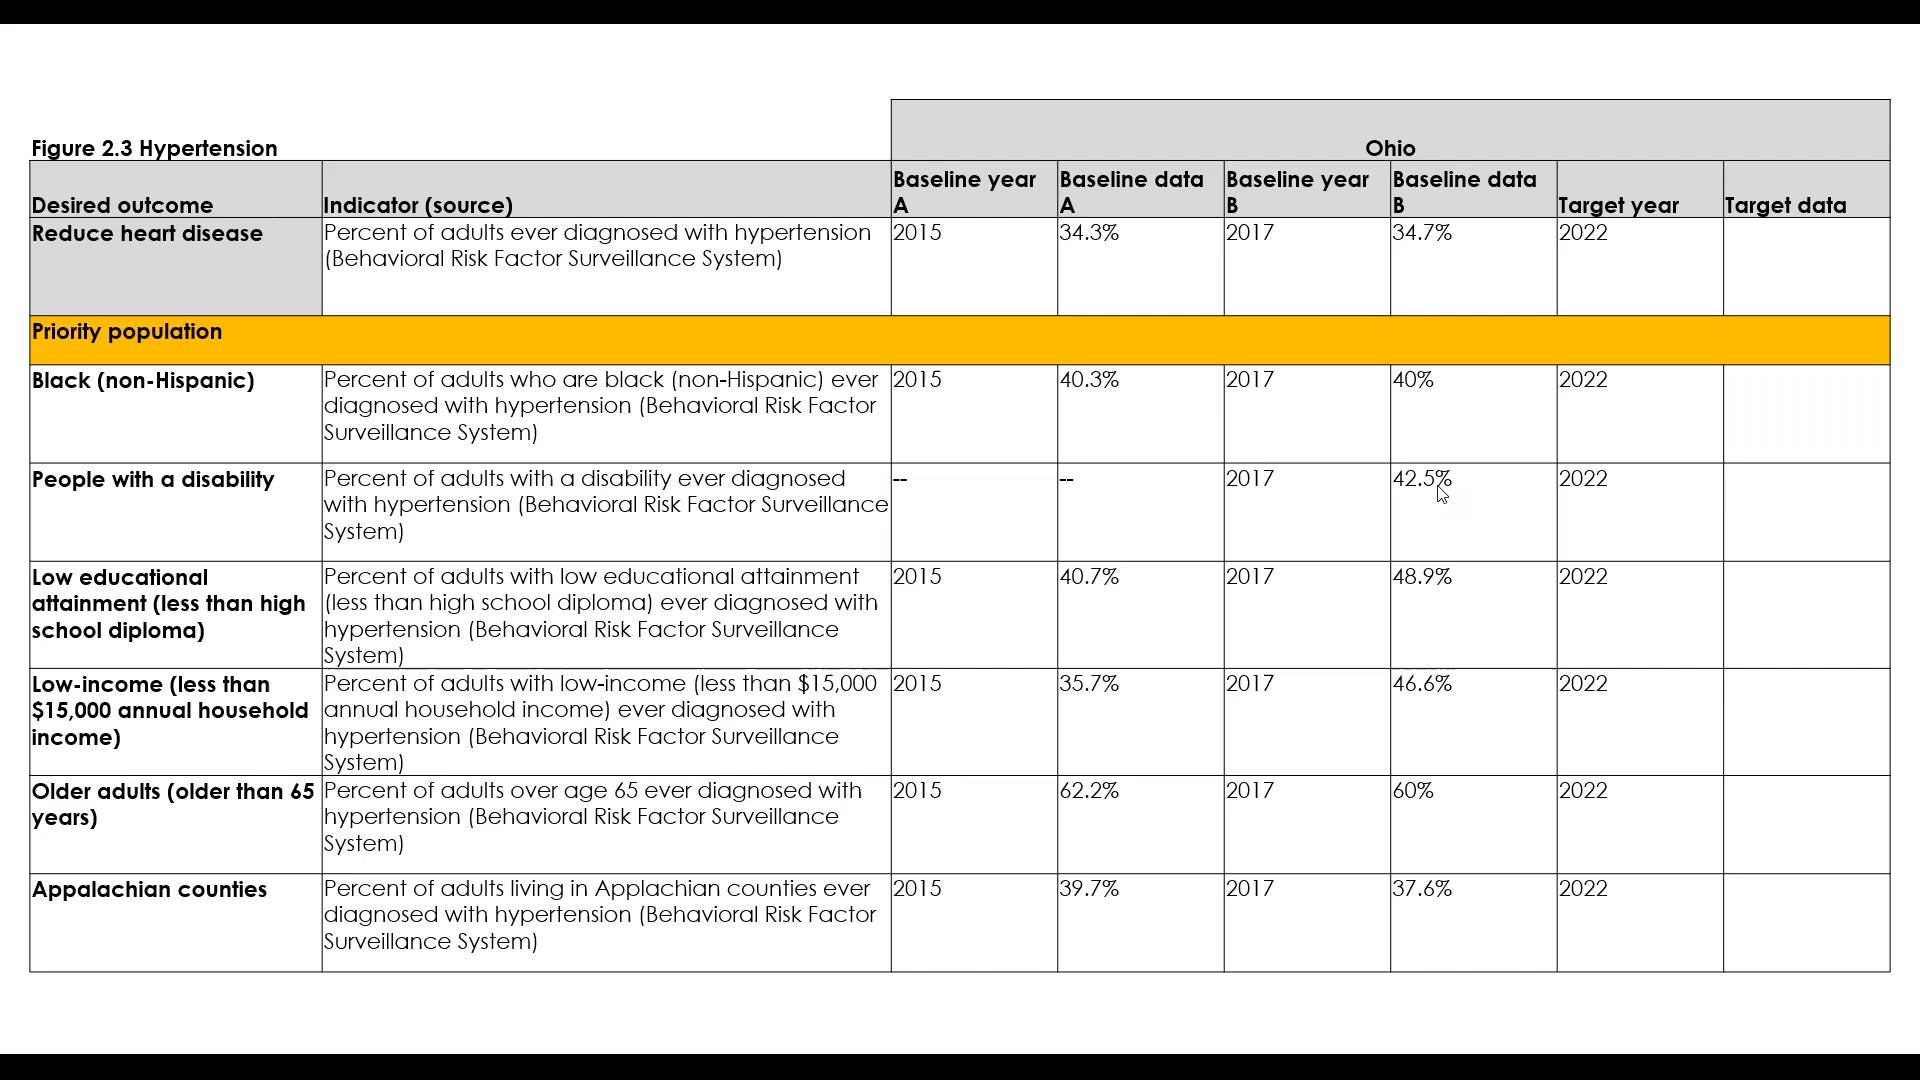 Figure 2.3 Hypertension
Ohio
Desired outcome
Indicator (source)
Baseline year
A
Baseline data
A
Baseline year
B
Baseline data
B
Target year
Target data
Reduce heart disease
Percent of adults ever diagnosed with hypertension
(Behavioral Risk Factor Surveillance System)
2015
34.3%
2017
34.7%
2022
Priority population
Black (non-Hispanic)
Percent of adults who are black (non-Hispanic) ever
diagnosed with hypertension (Behavioral Risk Factor
Surveillance System)
2015
40.3%
2017
40%
2022
People with a disability
Percent of adults with a disability ever diagnosed
with hypertension (Behavioral Risk Factor Surveillance
System)
--
--
2017
42.5%
2022
Low educational
attainment (less than high
school diploma)
Percent of adults with low educational attainment
(less than high school diploma) ever diagnosed with
hypertension (Behavioral Risk Factor Surveillance
System)
2015
40.7%
2017
48.9%
2022
Low-income (less than
$15,000 annual household
income)
Percent of adults with low-income (less than $15,000
annual household income) ever diagnosed with
hypertension (Behavioral Risk Factor Surveillance
System)
2015
35.7%
2017
46.6%
2022
Older adults (older than 65
years)
Percent of adults over age 65 ever diagnosed with
hypertension (Behavioral Risk Factor Surveillance
System)
2015
62.2%
2017
60%
2022
Appalachian counties
Percent of adults living in Applachian counties ever
diagnosed with hypertension (Behavioral Risk Factor
Surveillance System)
2015
39.7%
2017
37.6%
2022